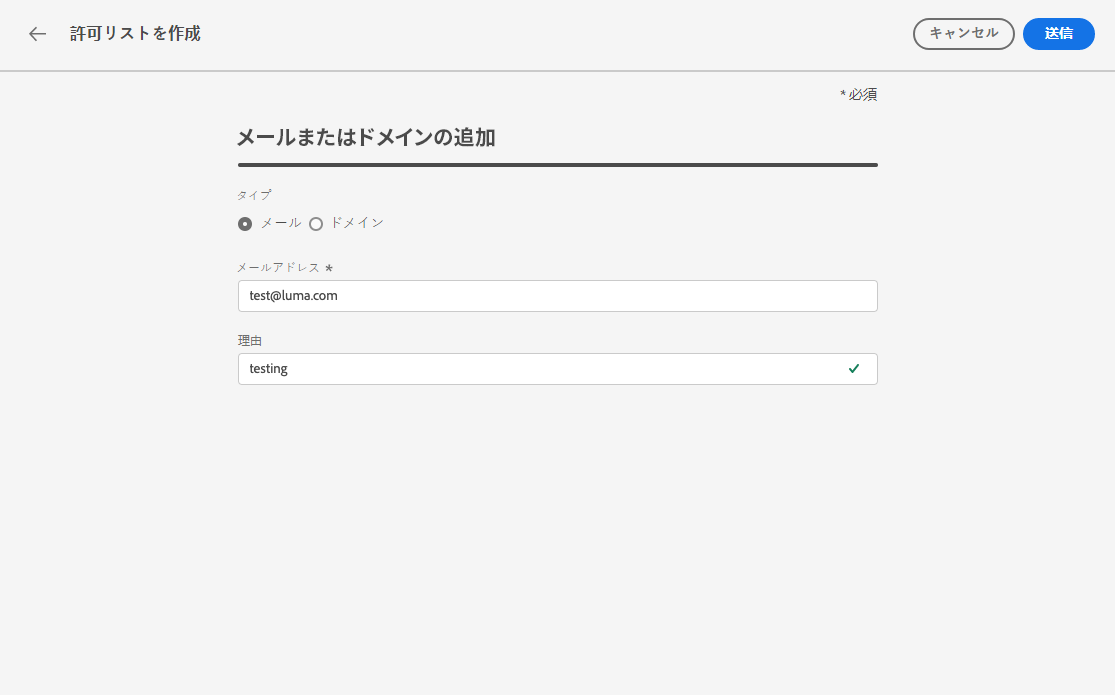 許可リストを作成
キャンセル
送信
* 必須
メールまたはドメインの追加
タイプ
メール ドメイン
メールアドレス *
test@luma.com
理由
testing